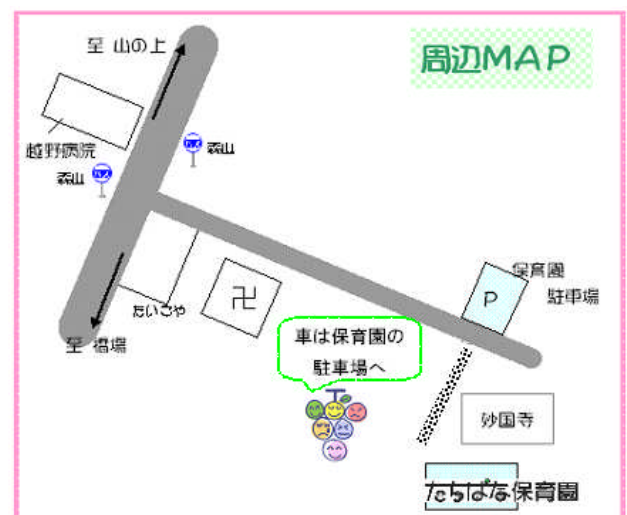 至 山の上
周辺MAP
越野病院
森山
森山
たいこや
卍
至 橋場
車は保育園の
駐車場へ
保育園
駐車場
P
妙国寺
たちばな保育園